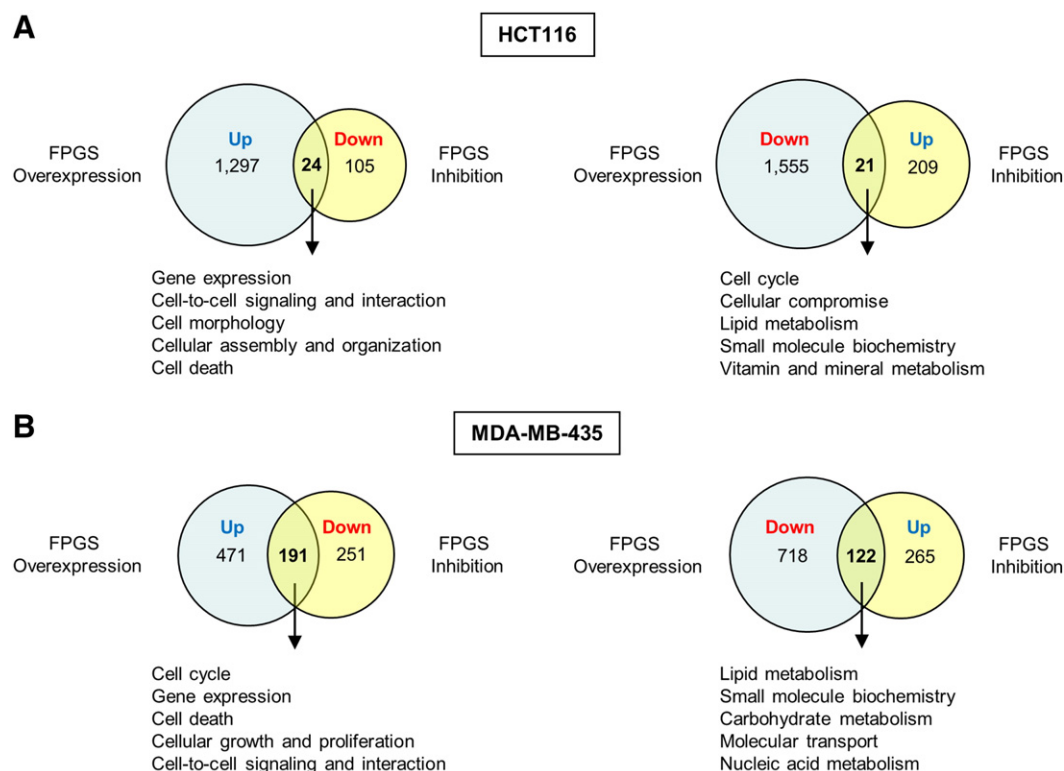 A
HCT116
FPGS
Overexpression
Up
1,297
24
Down
105
FPGS
Inhibition
Gene expression
Cell-to-cell signaling and interaction
Cell morphology
Cellular assembly and organization
Cell death
FPGS
Overexpression
Down
1,555
21
Up
209
FPGS
Inhibition
Cell cycle
Cellular compromise
Lipid metabolism
Small molecule biochemistry
Vitamin and mineral metabolism
B
MDA-MB-435
FPGS
Overexpression
Up
471
191
Down
251
FPGS
Inhibition
Cell cycle
Gene expression
Cell death
Cellular growth and proliferation
Cell-to-cell signaling and interaction
FPGS
Overexpression
Down
718
122
Up
265
FPGS
Inhibition
Lipid metabolism
Small molecule biochemistry
Carbohydrate metabolism
Molecular transport
Nucleic acid metabolism